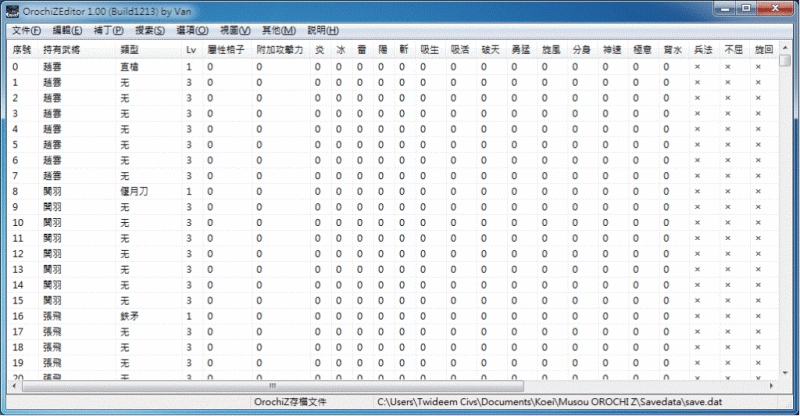 OrochiZEditor 1.00 (Build1213) by Van
文件(F) 編輯(E) 補丁(P) 搜索(S) 選項(O) 視圖(V) 其他(M) 說明(H)
序號 持有武將 類型 Lv 屬性格子 附加攻擊力 炎 冰 雷 陽 斬 吸生 吸活 破天 勇猛 旋風 分身 神速 極意 背水 兵法 不屈 旋回
0 趙雲 直槍 1 0 0 0 0 0 0 0 0 0 0 0 0 0 0 0 0 × × ×
1 趙雲 无 3 0 0 0 0 0 0 0 0 0 0 0 0 0 0 0 0 × × ×
2 趙雲 无 3 0 0 0 0 0 0 0 0 0 0 0 0 0 0 0 0 × × ×
3 趙雲 无 3 0 0 0 0 0 0 0 0 0 0 0 0 0 0 0 0 × × ×
4 趙雲 无 3 0 0 0 0 0 0 0 0 0 0 0 0 0 0 0 0 × × ×
5 趙雲 无 3 0 0 0 0 0 0 0 0 0 0 0 0 0 0 0 0 × × ×
6 趙雲 无 3 0 0 0 0 0 0 0 0 0 0 0 0 0 0 0 0 × × ×
7 趙雲 无 3 0 0 0 0 0 0 0 0 0 0 0 0 0 0 0 0 × × ×
8 関羽 偃月刀 1 0 0 0 0 0 0 0 0 0 0 0 0 0 0 0 0 × × ×
9 関羽 无 3 0 0 0 0 0 0 0 0 0 0 0 0 0 0 0 0 × × ×
10 関羽 无 3 0 0 0 0 0 0 0 0 0 0 0 0 0 0 0 0 × × ×
11 関羽 无 3 0 0 0 0 0 0 0 0 0 0 0 0 0 0 0 0 × × ×
12 関羽 无 3 0 0 0 0 0 0 0 0 0 0 0 0 0 0 0 0 × × ×
13 関羽 无 3 0 0 0 0 0 0 0 0 0 0 0 0 0 0 0 0 × × ×
14 関羽 无 3 0 0 0 0 0 0 0 0 0 0 0 0 0 0 0 0 × × ×
15 関羽 无 3 0 0 0 0 0 0 0 0 0 0 0 0 0 0 0 0 × × ×
16 張飛 鉄矛 1 0 0 0 0 0 0 0 0 0 0 0 0 0 0 0 0 × × ×
17 張飛 无 3 0 0 0 0 0 0 0 0 0 0 0 0 0 0 0 0 × × ×
18 張飛 无 3 0 0 0 0 0 0 0 0 0 0 0 0 0 0 0 0 × × ×
19 張飛 无 3 0 0 0 0 0 0 0 0 0 0 0 0 0 0 0 0 × × ×
20 張飛 无 3 0 0 0 0 0 0 0 0 0 0 0 0 0 0 0 0 × × ×
OrochiZ存檔文件 C:\Users\Twideem Civs\Documents\Koei\Musou OROCHI Z\Savedata\save.dat